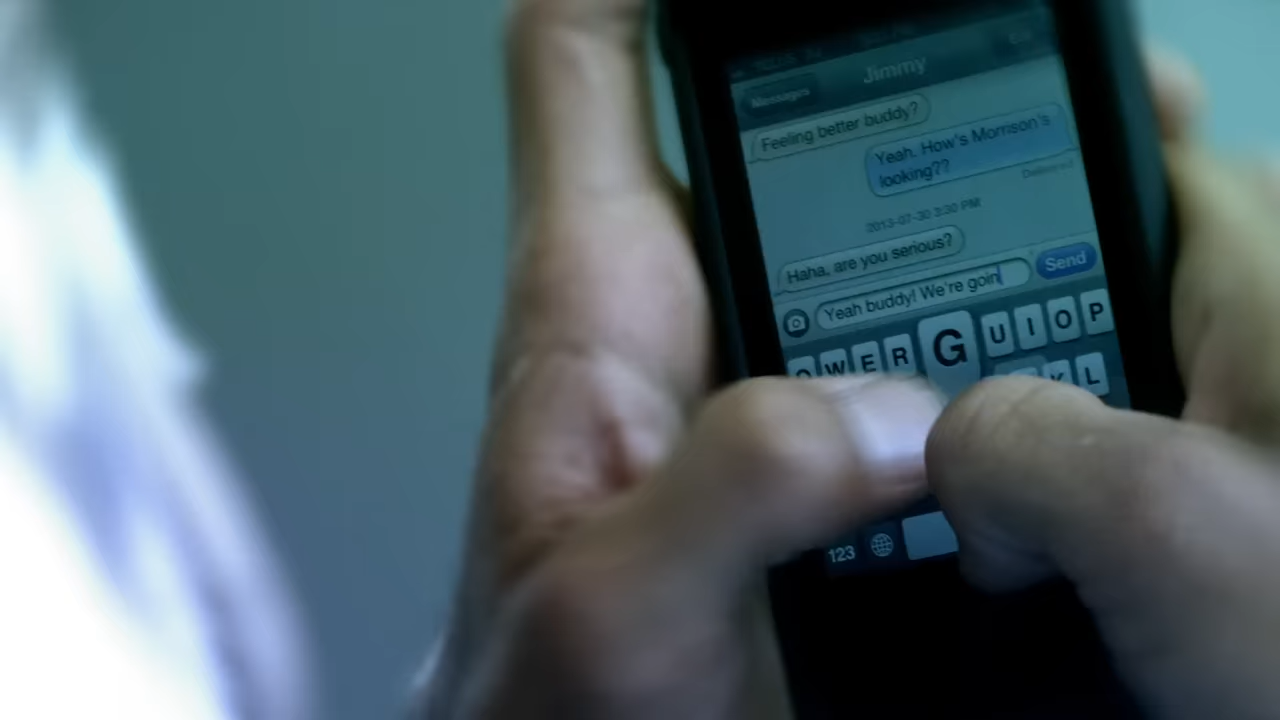 Jimmy
Messages
Feeling better buddy?
Yeah. How's Morrison's
looking??
Delivered
2013-07-30 3:30 PM
Haha, are you serious?
Yeah buddy! We're goin
Send
Q W E R G U I O P
K L
123